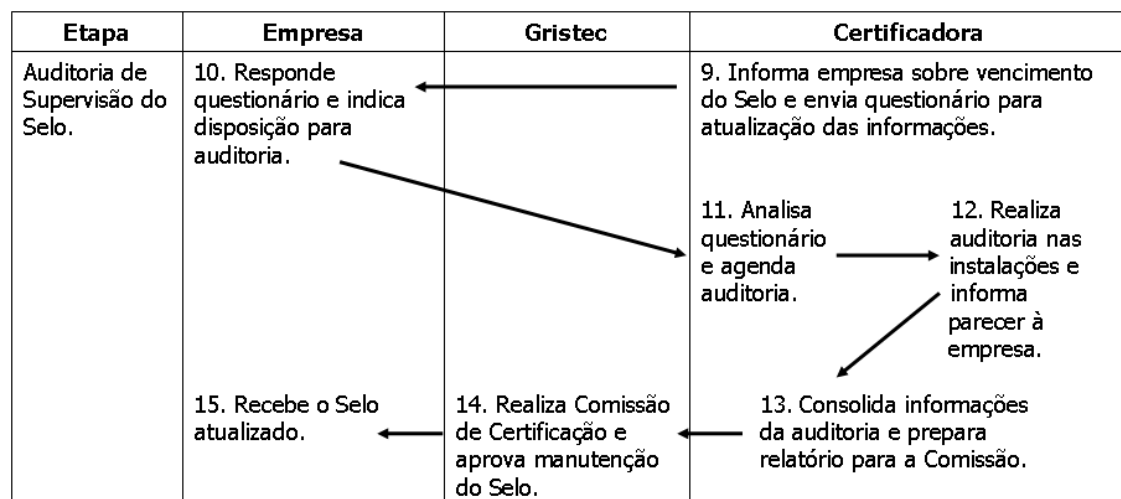 Etapa
Empresa
Gristec
Certificadora
Auditoria de
Supervisão do
Selo.
10. Responde
questionário e indica
disposição para
auditoria.
9. Informa empresa sobre vencimento
do Selo e envia questionário para
atualização das informações.
11. Analisa
questionário
e agenda
auditoria.
12. Realiza
auditoria nas
instalações e
informa
parecer à
empresa.
15. Recebe o Selo
atualizado.
14. Realiza Comissão
de Certificação e
aprova manutenção
do Selo.
13. Consolida informações
da auditoria e prepara
relatório para a Comissão.